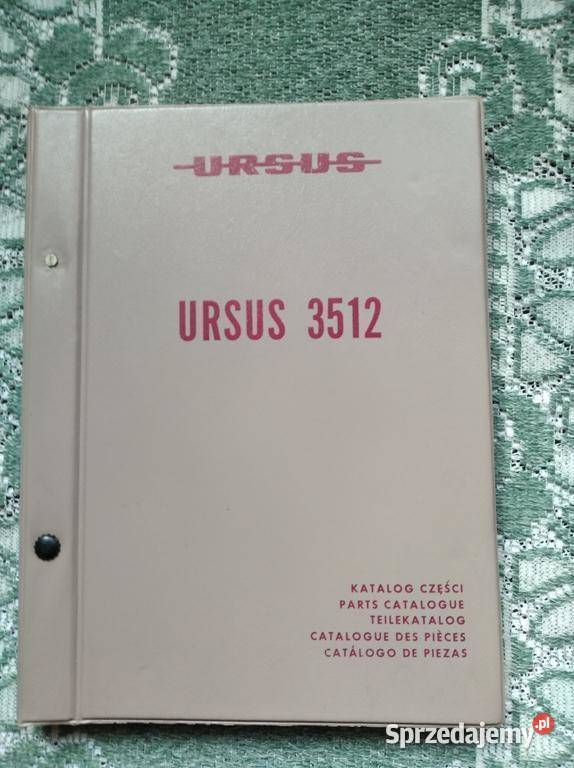 URSUS
URSUS 3512
KATALOG CZĘŚCI
PARTS CATALOGUE
TEILEKATALOG
CATALOGUE DES PIÈCES
CATÁLOGO DE PIEZAS
Sprzedajemy.pl